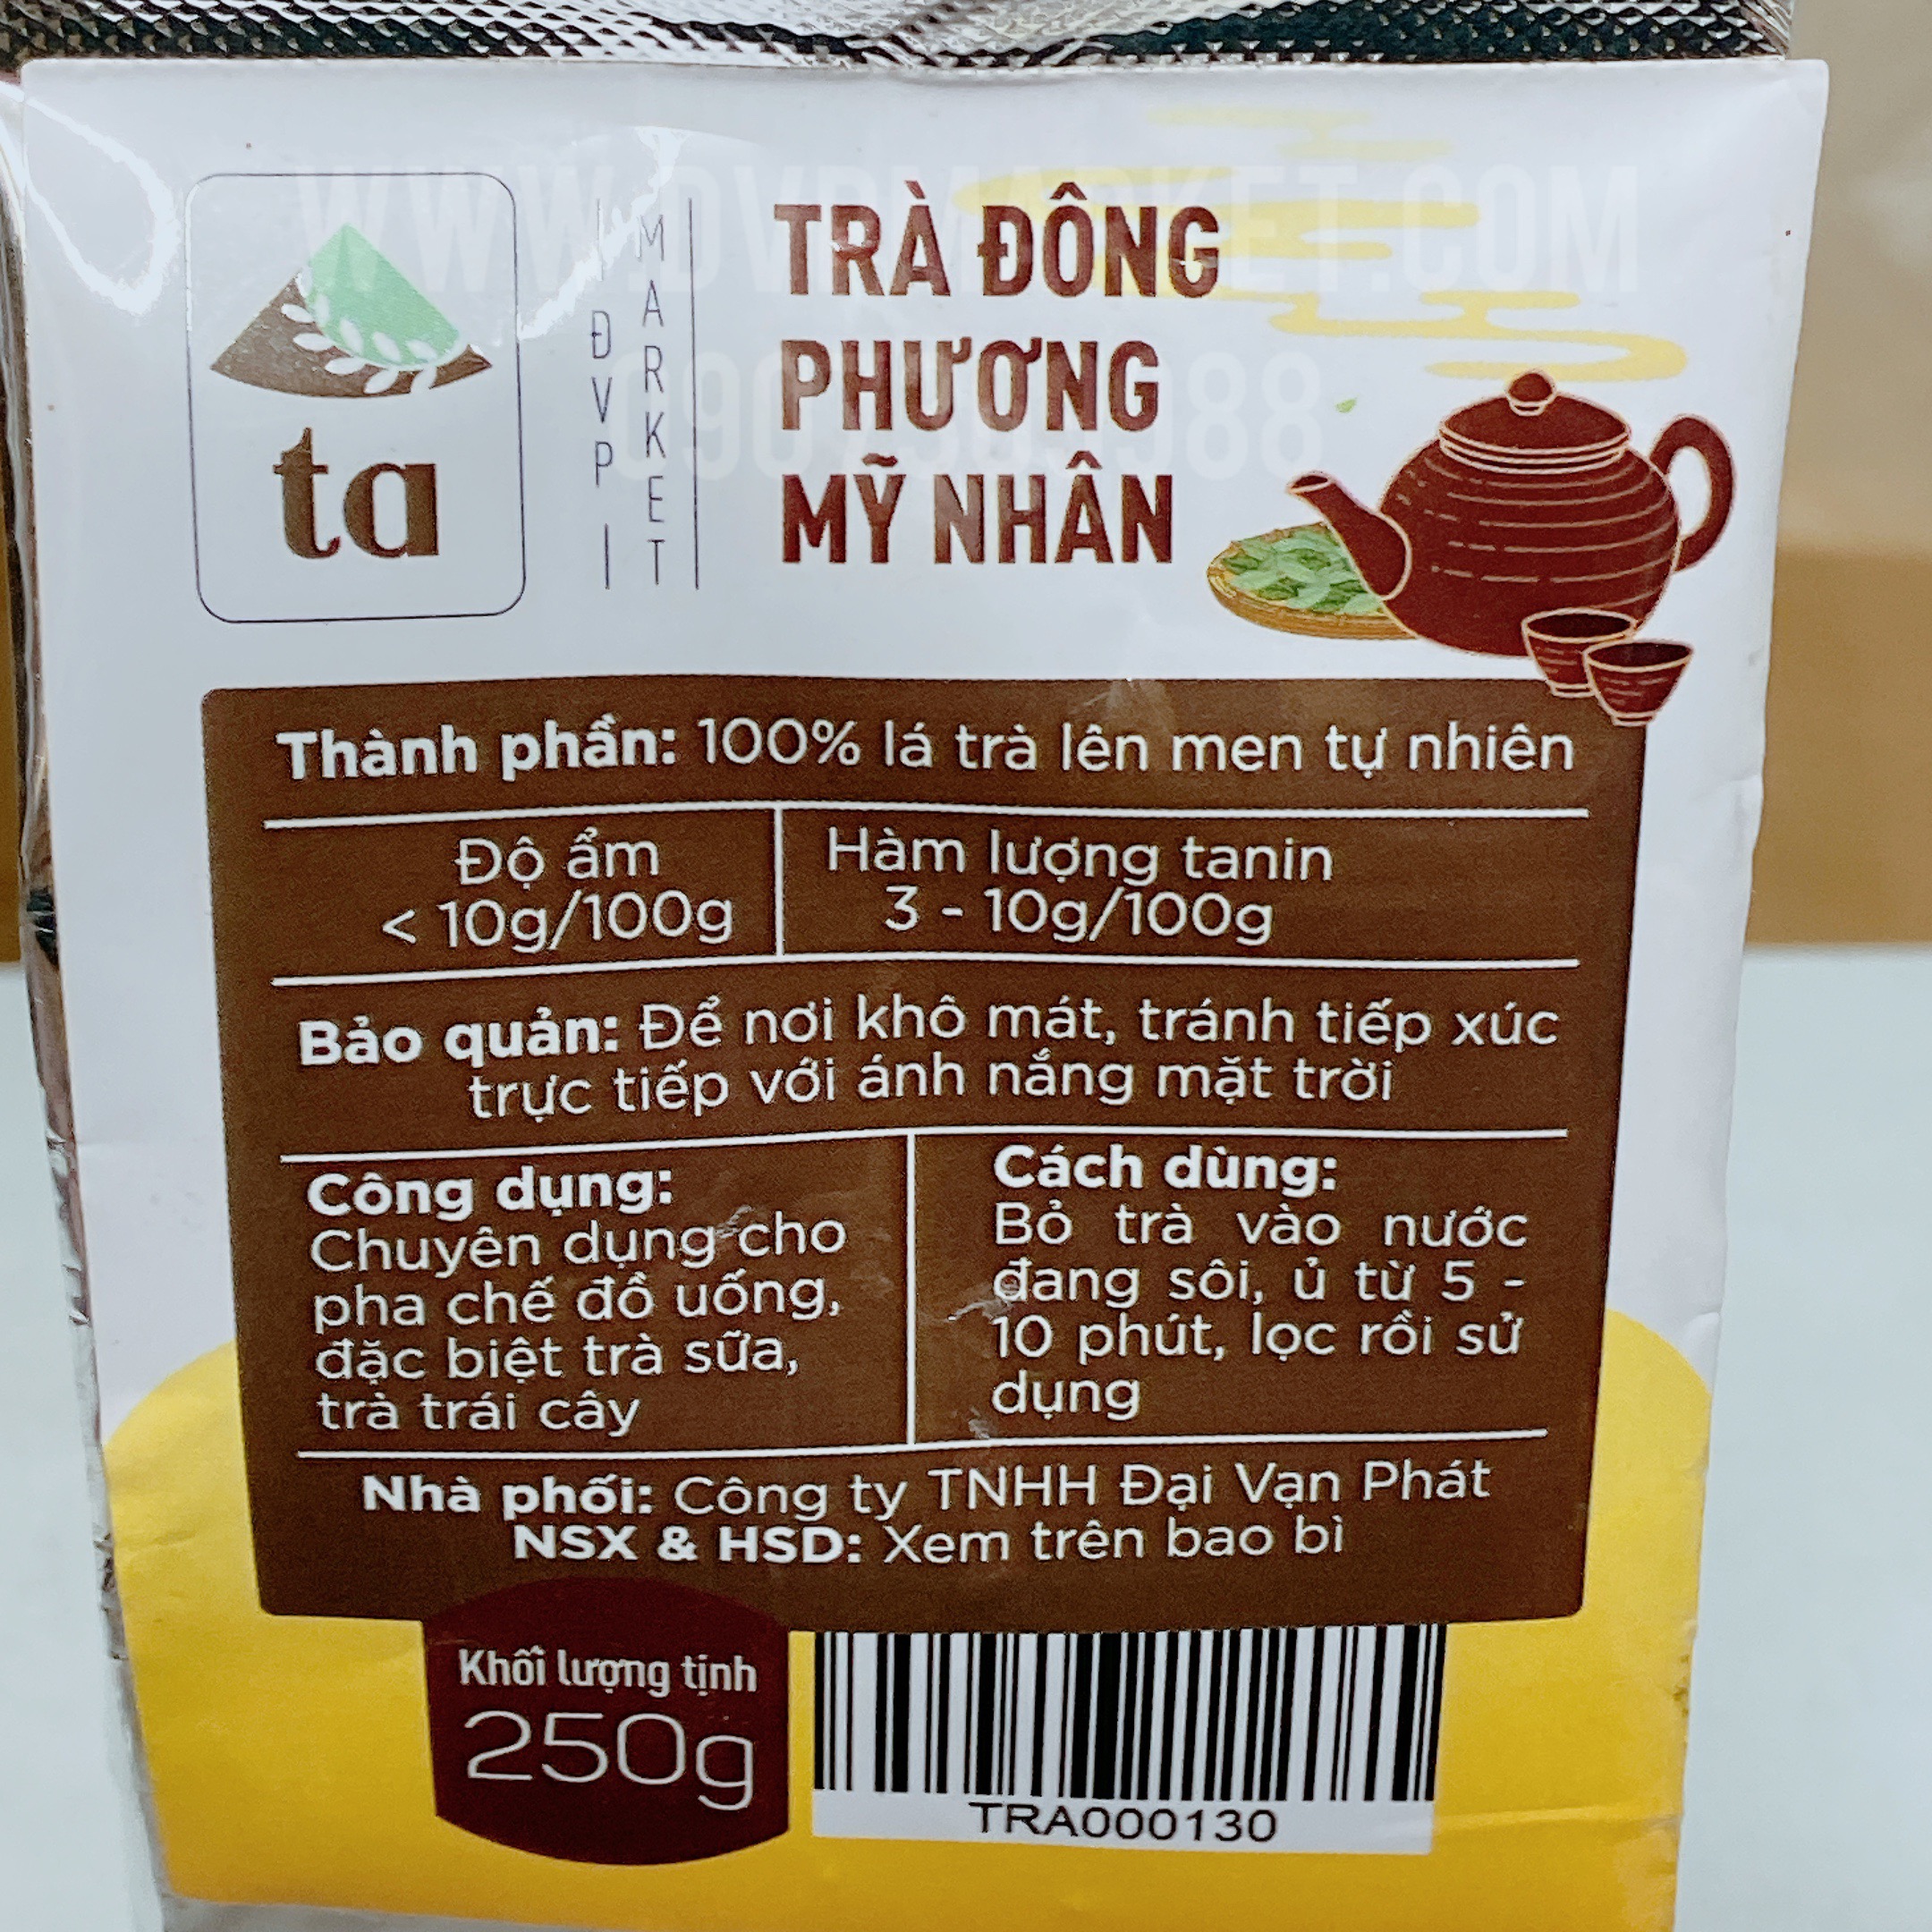 WWW.DVPMARKET.COM
ta
ĐVP
MARKET
TRÀ ĐÔNG
PHƯƠNG
MỸ NHÂN
Thành phần: 100% lá trà lên men tự nhiên
Độ ẩm
< 10g/100g
Hàm lượng tanin
3 - 10g/100g
Bảo quản: Để nơi khô mát, tránh tiếp xúc
trực tiếp với ánh nắng mặt trời
Công dụng:
Chuyên dụng cho
pha chế đồ uống,
đặc biệt trà sữa,
trà trái cây
Cách dùng:
Bỏ trà vào nước
đang sôi, ủ từ 5 -
10 phút, lọc rồi sử
dụng
Nhà phối: Công ty TNHH Đại Vạn Phát
NSX & HSD: Xem trên bao bì
Khối lượng tịnh
250g
TRA000130